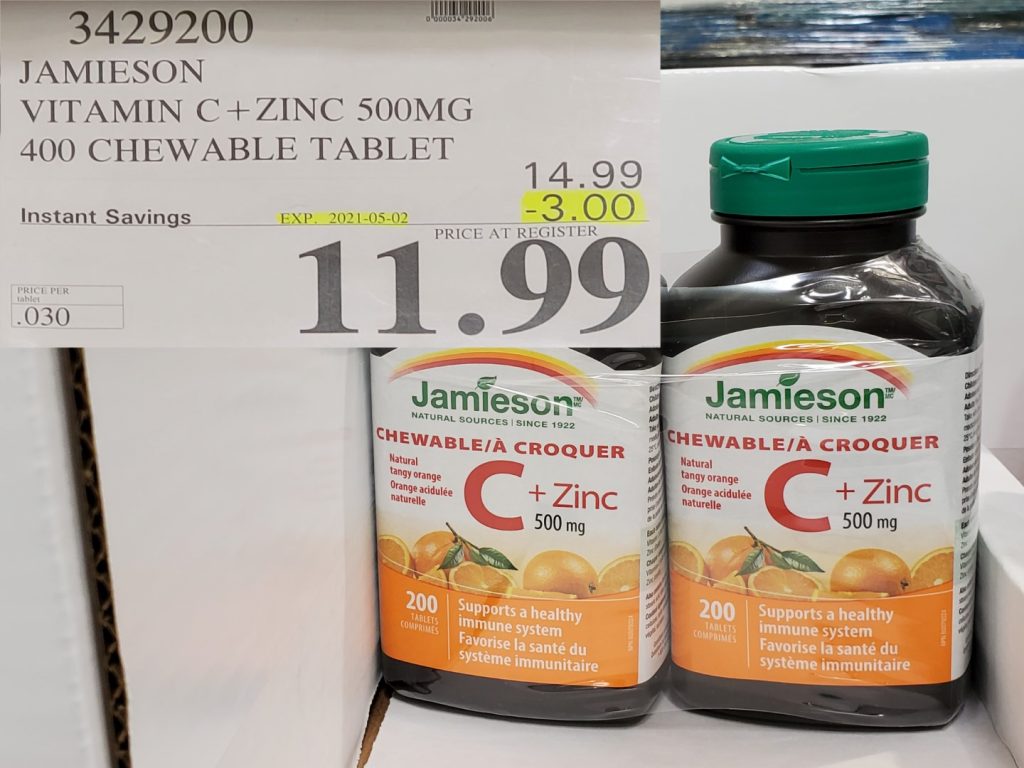 0 000034 292006
3429200
JAMIESON
VITAMIN C+ZINC 500MG
400 CHEWABLE TABLET
14.99
Instant Savings EXP. 2021-05-02 -3.00
PRICE AT REGISTER
11.99
PRICE PER
tablet
.030
Jamieson TM/MC
NATURAL SOURCES | SINCE 1922
CHEWABLE/À CROQUER
Natural
tangy orange
Orange acidulée
naturelle
C + Zinc
500 mg
200
TABLETS
COMPRIMÉS
Supports a healthy
immune system
Favorise la santé du
système immunitaire
Jamieson TM/MC
NATURAL SOURCES | SINCE 1922
CHEWABLE/À CROQUER
Natural
tangy orange
Orange acidulée
naturelle
C + Zinc
500 mg
200
TABLETS
COMPRIMÉS
Supports a healthy
immune system
Favorise la santé du
système immunitaire